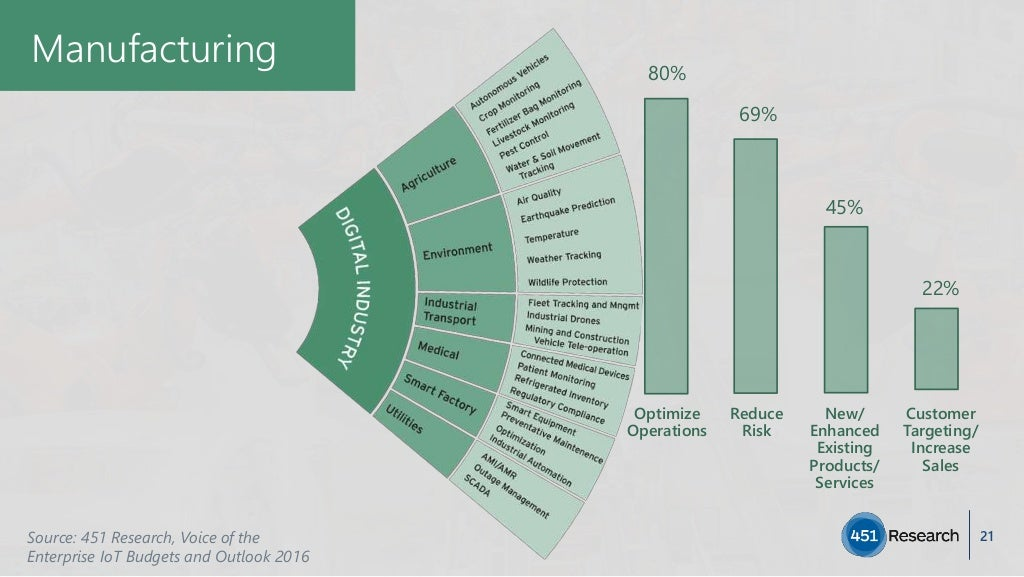 Manufacturing
DIGITAL INDUSTRY
Agriculture
Autonomous Vehicles
Crop Monitoring
Fertilizer Bag Monitoring
Livestock Monitoring
Pest Control
Water & Soil Movement
Tracking
Environment
Air Quality
Earthquake Prediction
Temperature
Weather Tracking
Wildlife Protection
Industrial
Transport
Fleet Tracking and Mngmt
Industrial Drones
Mining and Construction
Vehicle Tele-operation
Medical
Connected Medical Devices
Patient Monitoring
Refrigerated Inventory
Regulatory Compliance
Smart Factory
Smart Equipment
Preventative Maintenence
Optimization
Industrial Automation
Utilities
AMI/AMR
Outage Management
SCADA
80%
69%
45%
22%
Optimize
Operations
Reduce
Risk
New/
Enhanced
Existing
Products/
Services
Customer
Targeting/
Increase
Sales
Source: 451 Research, Voice of the
Enterprise IoT Budgets and Outlook 2016
451 Research
21